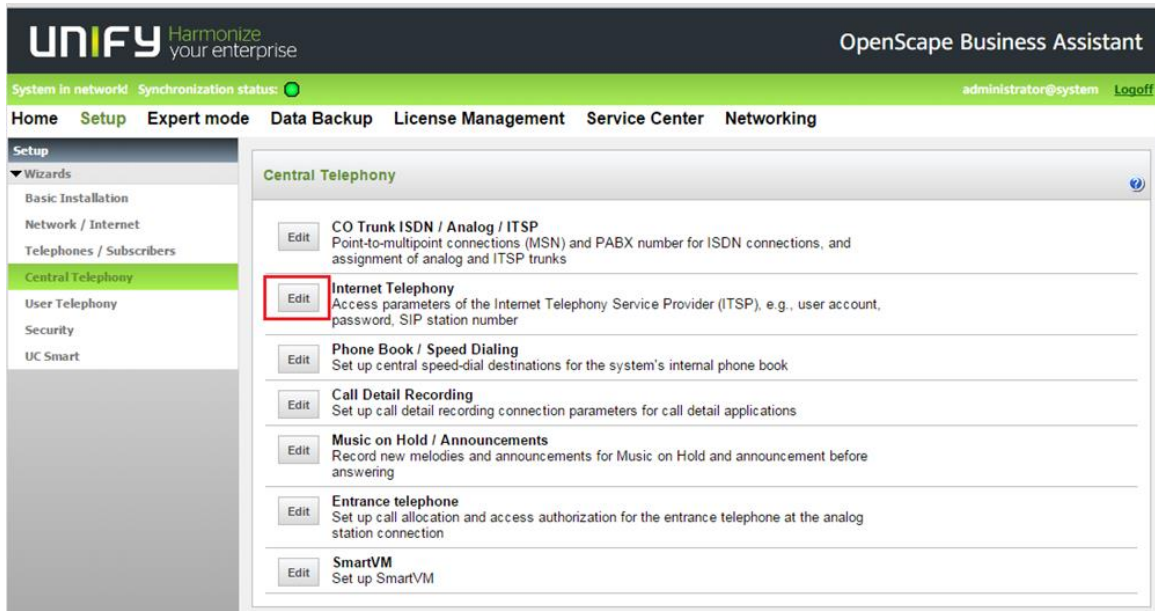 UNIFY Harmonize
your enterprise
OpenScape Business Assistant
System in networkl Synchronization status:
administrator@system Logoff
Home Setup Expert mode Data Backup License Management Service Center Networking
Setup
Wizards
Basic Installation
Network / Internet
Telephones / Subscribers
Central Telephony
User Telephony
Security
UC Smart
Central Telephony
Edit
CO Trunk ISDN / Analog / ITSP
Point-to-multipoint connections (MSN) and PABX number for ISDN connections, and
assignment of analog and ITSP trunks
Edit
Internet Telephony
Access parameters of the Internet Telephony Service Provider (ITSP), e.g., user account,
password, SIP station number
Edit
Phone Book / Speed Dialing
Set up central speed-dial destinations for the system's internal phone book
Edit
Call Detail Recording
Set up call detail recording connection parameters for call detail applications
Edit
Music on Hold / Announcements
Record new melodies and announcements for Music on Hold and announcement before
answering
Edit
Entrance telephone
Set up call allocation and access authorization for the entrance telephone at the analog
station connection
Edit
SmartVM
Set up SmartVM